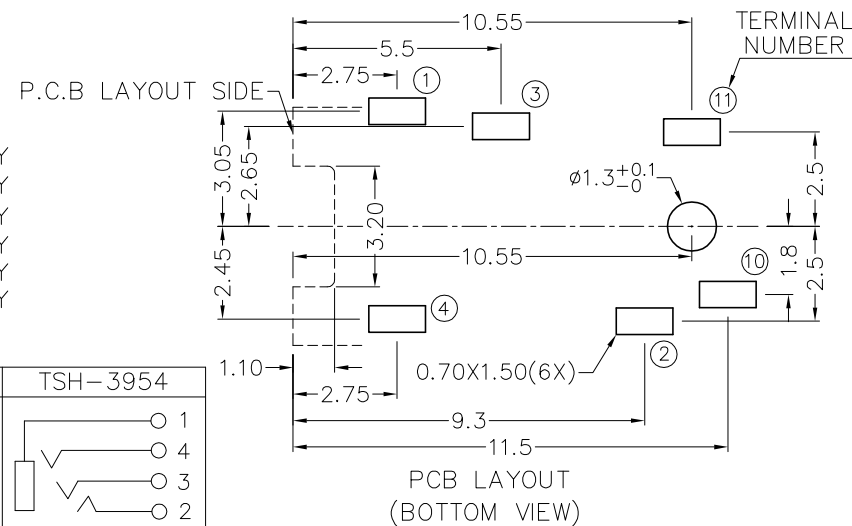 10.55
TERMINAL
NUMBER
5.5
2.75
P.C.B LAYOUT SIDE
1
3
11
3.05
2.65
3.20
2.45
Ø1.3+0.1
-0
2.5
Y
Y
Y
Y
Y
Y
10.55
10
1.8
2.5
4
2
1.10
2.75
0.70X1.50(6X)
9.3
11.5
PCB LAYOUT
(BOTTOM VIEW)
TSH-3954
1
4
3
2